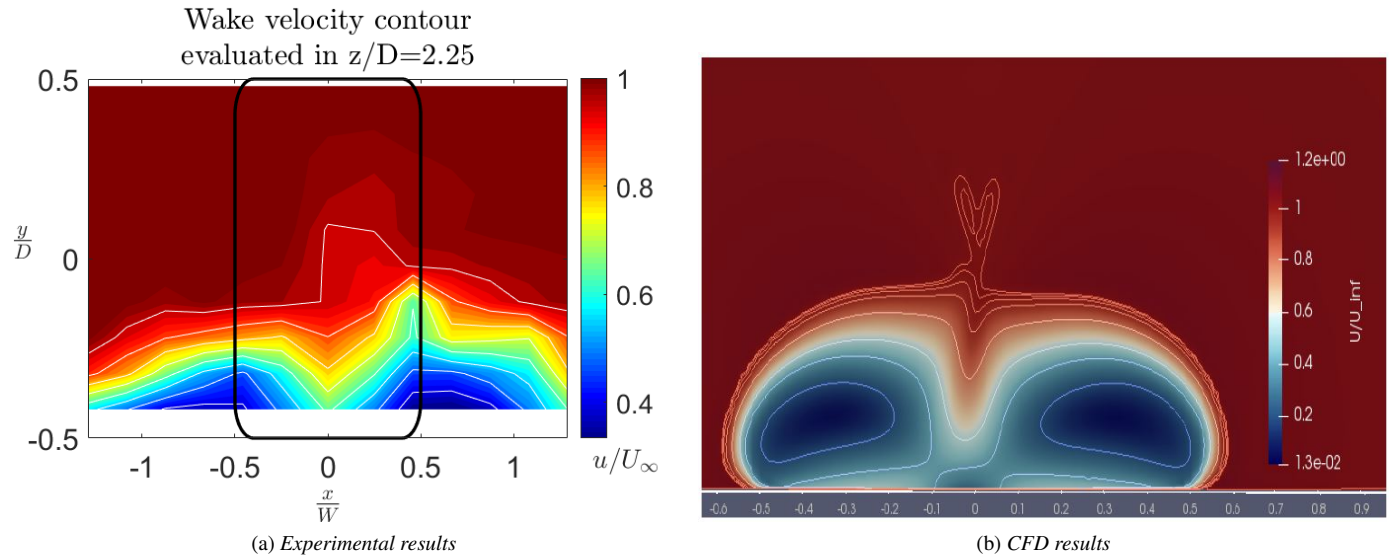 Wake velocity contour
evaluated in z/D=2.25
0.5
0
-0.5
y
D
-1
-0.5
0
0.5
1
x
W
1
0.8
0.6
0.4
u/U∞
(a) Experimental results
1.2e+00
1
0.8
0.6
0.4
0.2
1.3e-02
U/U_inf
-0.6
-0.5
-0.4
-0.3
-0.2
-0.1
0
0.1
0.2
0.3
0.4
0.5
0.6
0.7
0.8
0.9
(b) CFD results